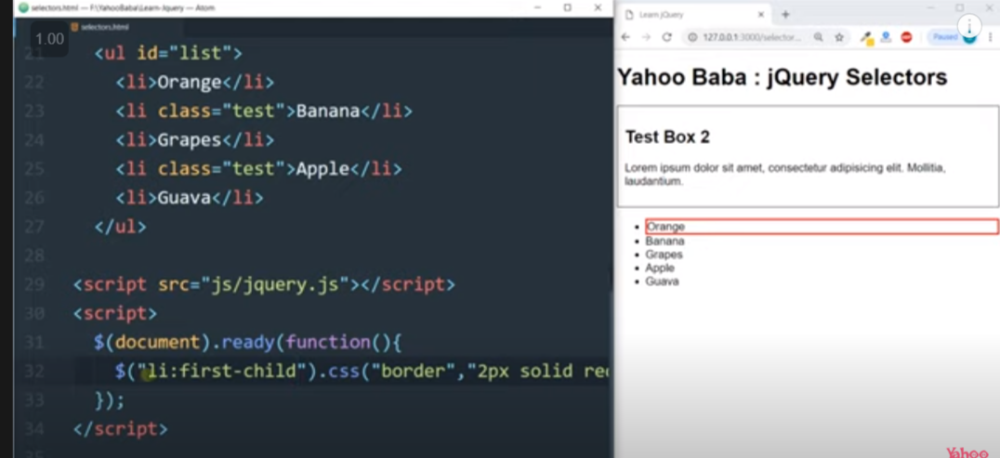 selectors.html — F:\YahooBaba\Learn-Jquery — Atom
selectors.html
1.00
21 <ul id="list">
22 <li>Orange</li>
23 <li class="test">Banana</li>
24 <li>Grapes</li>
25 <li class="test">Apple</li>
26 <li>Guava</li>
27 </ul>
28
29 <script src="js/jquery.js"></script>
30 <script>
31 $(document).ready(function(){
32 $("li:first-child").css("border","2px solid red
33 });
34 </script>
35
Learn jQuery
127.0.0.1:3000/selector...
Paused
Yahoo Baba : jQuery Selectors
Test Box 2
Lorem ipsum dolor sit amet, consectetur adipisicing elit. Mollitia,
laudantium.
Orange
Banana
Grapes
Apple
Guava
Yahoo